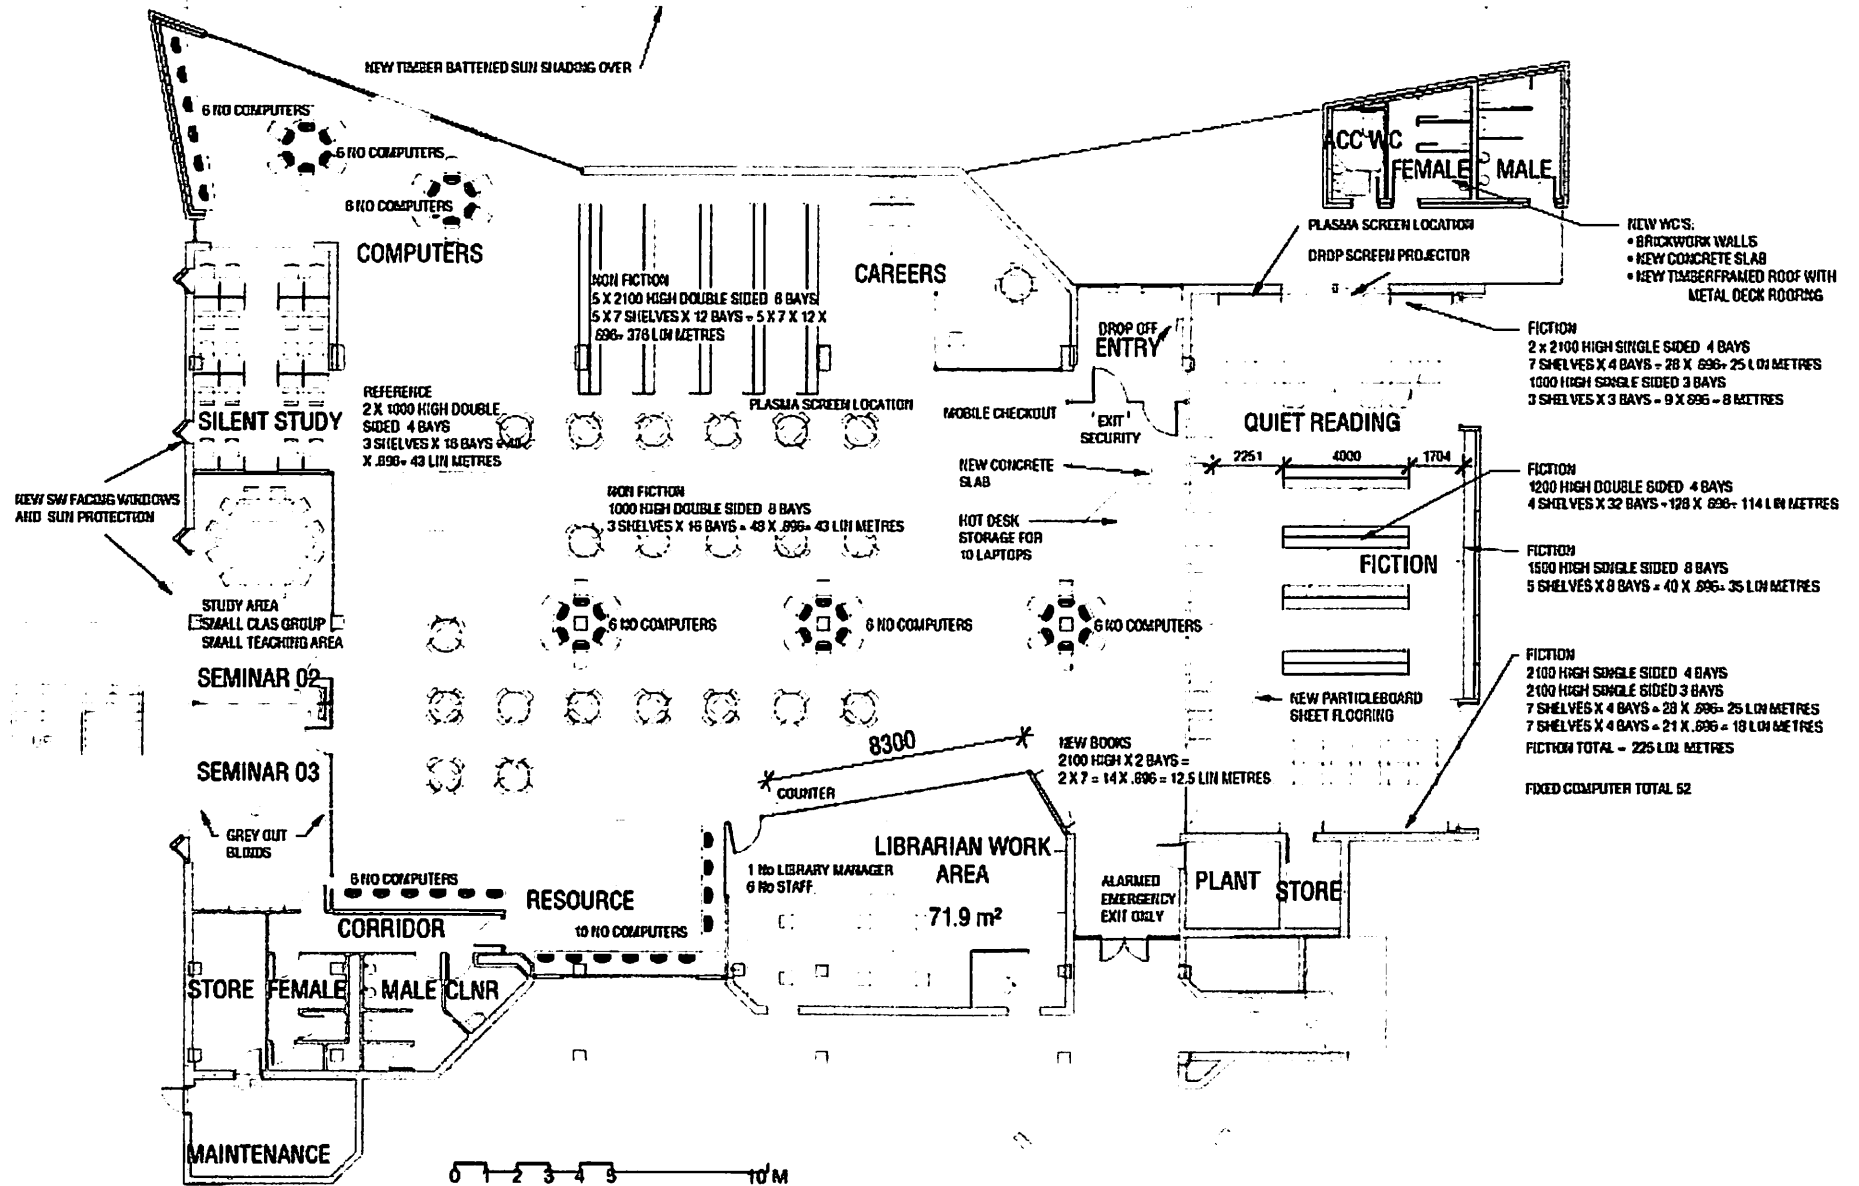 NEW TIMBER BATTENED SUN SHADING OVER
6 NO COMPUTERS
6 NO COMPUTERS
6 NO COMPUTERS
COMPUTERS
ACC WC
FEMALE
MALE
NEW WC'S:
• BRICKWORK WALLS
• NEW CONCRETE SLAB
• NEW TIMBERFRAMED ROOF WITH
METAL DECK ROOFING
PLASMA SCREEN LOCATION
DROP SCREEN PROJECTOR
NON FICTION
5 X 2100 HIGH DOUBLE SIDED 6 BAYS
5 X 7 SHELVES X 12 BAYS = 5 X 7 X 12 X
.896= 376 LIN METRES
CAREERS
DROP OFF
ENTRY
FICTION
2 x 2100 HIGH SINGLE SIDED 4 BAYS
7 SHELVES X 4 BAYS = 28 X .896= 25 LIN METRES
1000 HIGH SINGLE SIDED 3 BAYS
3 SHELVES X 3 BAYS = 9 X 896 = 8 METRES
REFERENCE
2 X 1000 HIGH DOUBLE
SIDED 4 BAYS
3 SHELVES X 16 BAYS =
X .896= 43 LIN METRES
SILENT STUDY
PLASMA SCREEN LOCATION
MOBILE CHECKOUT
EXIT
SECURITY
QUIET READING
2251
4000
1704
NEW CONCRETE
SLAB
HOT DESK
STORAGE FOR
10 LAPTOPS
NEW SW FACING WINDOWS
AND SUN PROTECTION
NON FICTION
1000 HIGH DOUBLE SIDED 8 BAYS
3 SHELVES X 16 BAYS = 48 X .896= 43 LIN METRES
FICTION
1200 HIGH DOUBLE SIDED 4 BAYS
4 SHELVES X 32 BAYS =128 X 896= 114 LIN METRES
FICTION
FICTION
1500 HIGH SINGLE SIDED 8 BAYS
5 SHELVES X 8 BAYS = 40 X .896= 35 LIN METRES
STUDY AREA
SMALL CLAS GROUP
SMALL TEACHING AREA
6 NO COMPUTERS
6 NO COMPUTERS
6 NO COMPUTERS
SEMINAR 02
NEW PARTICLEBOARD
SHEET FLOORING
FICTION
2100 HIGH SINGLE SIDED 4 BAYS
2100 HIGH SINGLE SIDED 3 BAYS
7 SHELVES X 4 BAYS = 28 X .896= 25 LIN METRES
7 SHELVES X 4 BAYS = 21 X .896= 18 LIN METRES
FICTION TOTAL = 225 LIN METRES
FIXED COMPUTER TOTAL 52
SEMINAR 03
8300
COUNTER
NEW BOOKS
2100 HIGH X 2 BAYS =
2 X 7 = 14 X .896 = 12.5 LIN METRES
GREY OUT
BLINDS
LIBRARIAN WORK
AREA
71.9 m²
1 No LIBRARY MANAGER
6 No STAFF
6 NO COMPUTERS
RESOURCE
10 NO COMPUTERS
CORRIDOR
ALARMED
EMERGENCY
EXIT ONLY
PLANT
STORE
STORE
FEMALE
MALE
CLNR
MAINTENANCE
0 1 2 3 4 5 10 M